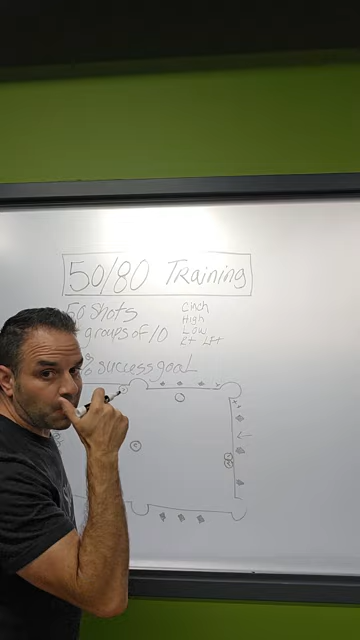 50/80 Training
50 Shots
groups of 10
% success goal
Cinch
High
Low
Rt Lft